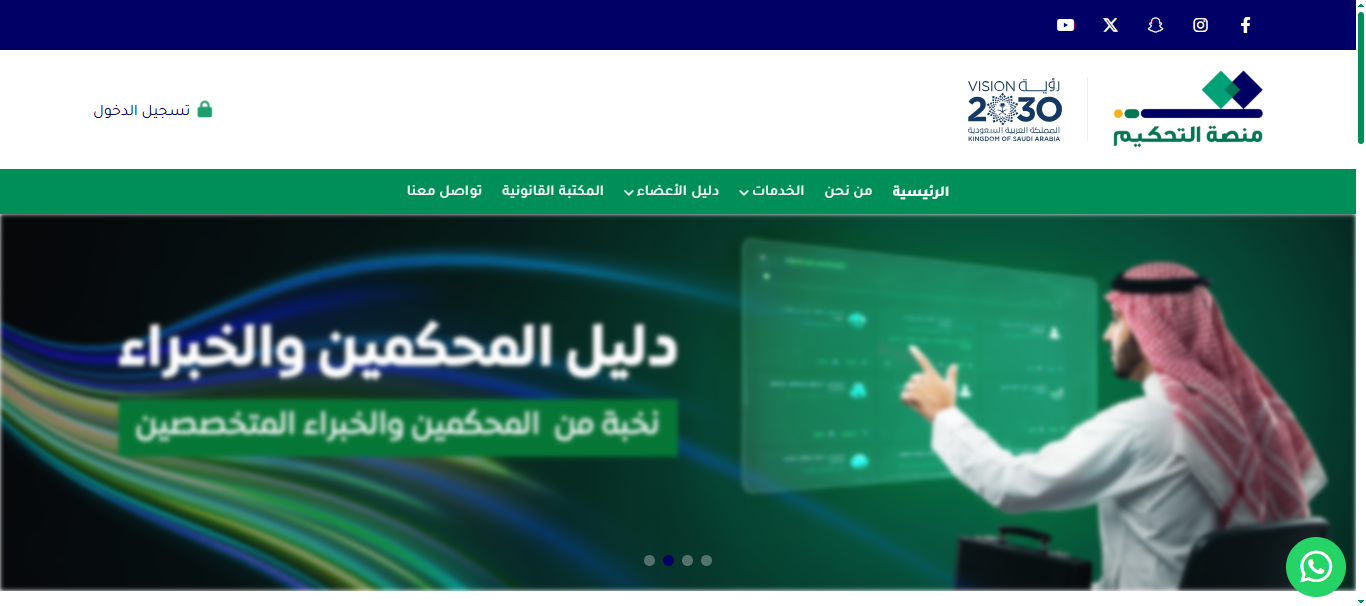 رؤيــة VISION
2030
المملكة العربية السعودية
KINGDOM OF SAUDI ARABIA
منصة التحكيم
تسجيل الدخول
الرئيسية من نحن الخدمات دليل الأعضاء المكتبة القانونية تواصل معنا
دليل المحكمين والخبراء
نخبة من المحكمين والخبراء المتخصصين